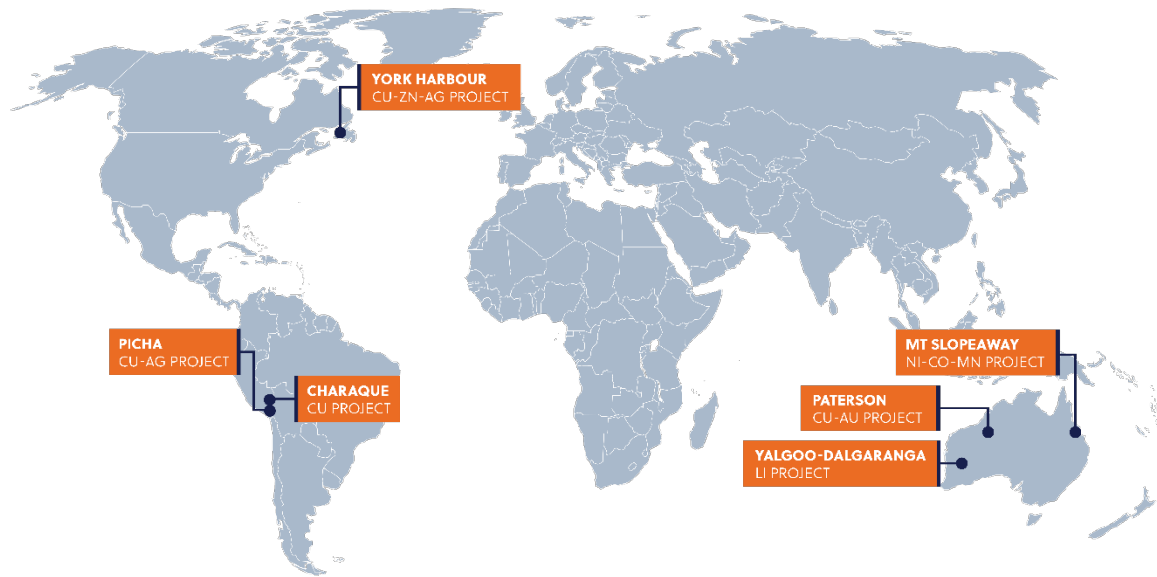 YORK HARBOUR
CU-ZN-AG PROJECT
PICHA
CU-AG PROJECT
CHARAQUE
CU PROJECT
MT SLOPEAWAY
NI-CO-MN PROJECT
PATERSON
CU-AU PROJECT
YALGOO-DALGARANGA
LI PROJECT